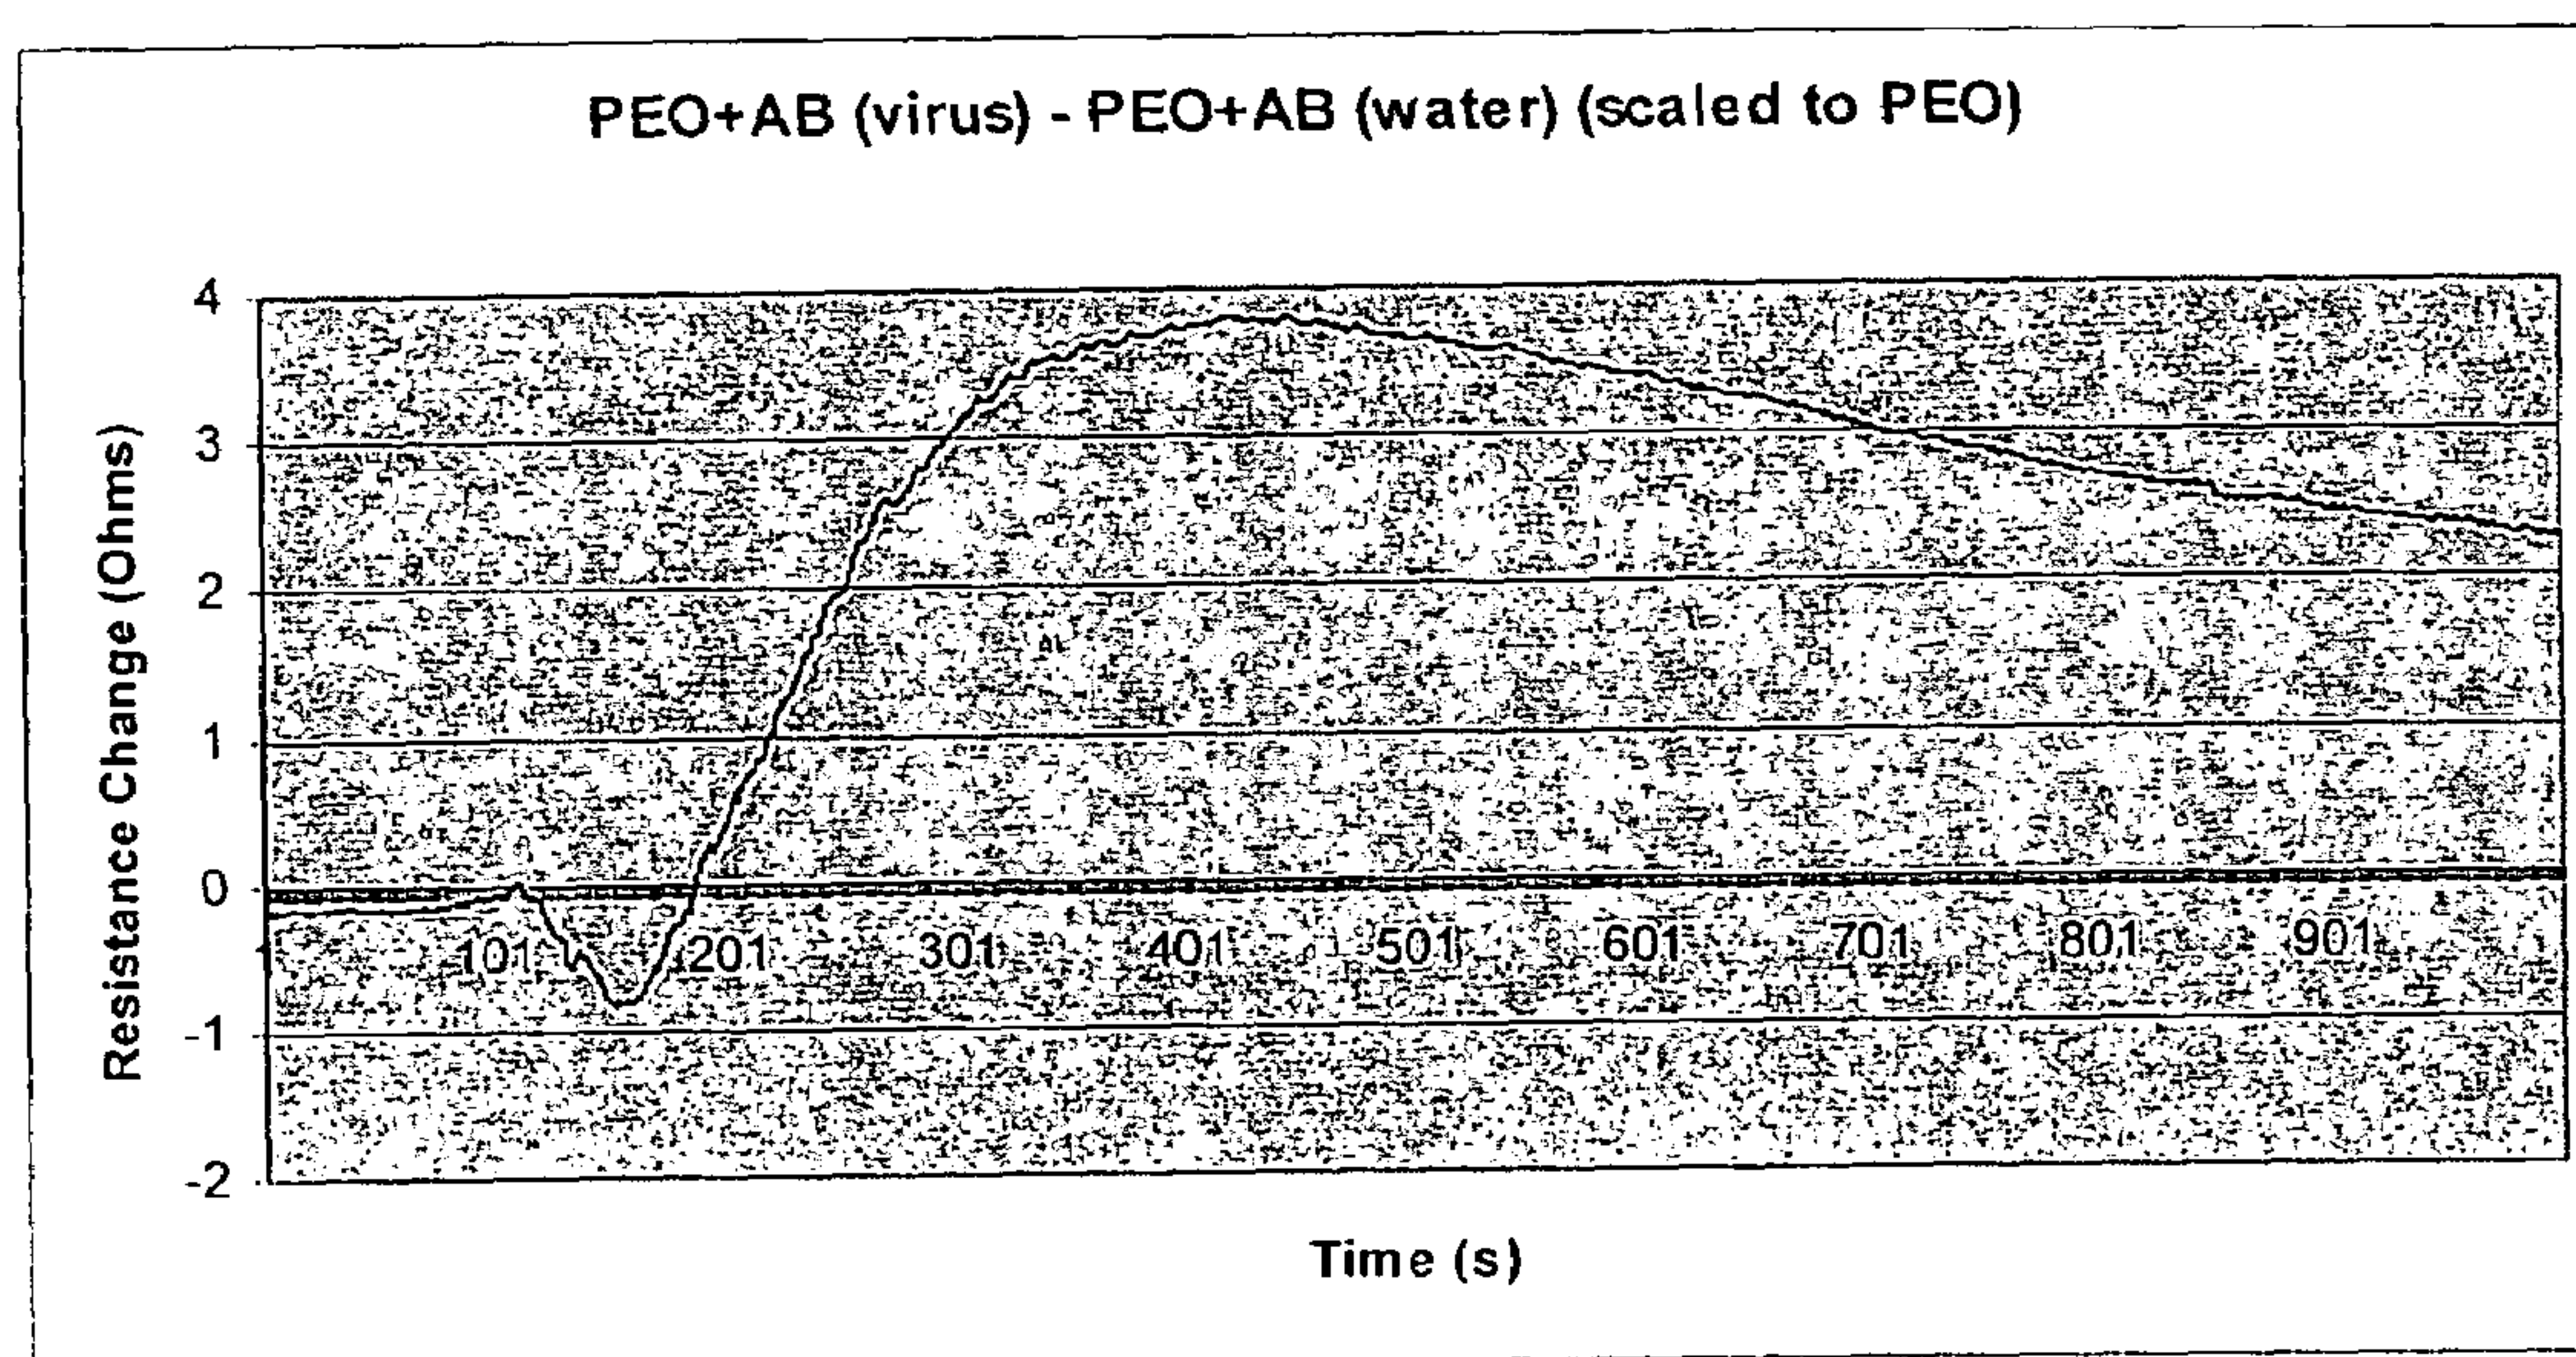 PEO+AB (virus) - PEO+AB (water) (scaled to PEO)
Resistance Change (Ohms)
4
3
2
1
0
-1
-2
101 201 301 401 501 601 701 801 901
Time (s)